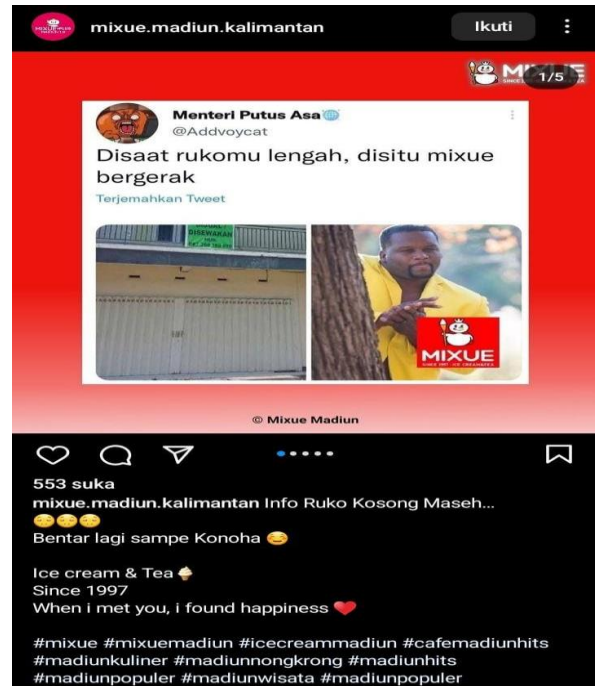 mixue.madiun.kalimantan
Ikuti
MIXUE
1/5
Menteri Putus Asa
@Addvoycat
Disaat rukomu lengah, disitu mixue
bergerak
Terjemahkan Tweet
DISEWAKAN
MIXUE
© Mixue Madiun
553 suka
mixue.madiun.kalimantan Info Ruko Kosong Maseh...
😏😏😏
Bentar lagi sampe Konoha 😊
Ice cream & Tea🍦
Since 1997
When i met you, i found happiness ❤️
#mixue #mixuemadiun #icecreammadiun #cafemadiunhits
#madiunkuliner #madiunnongkrong #madiunhits
#madiunpopuler #madiunwisata #madiunpopuler